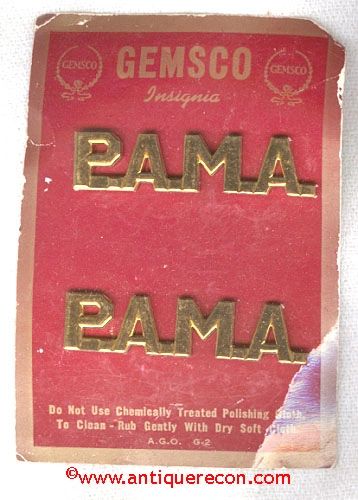 GEMSCO GEMSCO GEMSCO
Insignia
P.A.M.A.
P.A.M.A.
Do Not Use Chemically Treated Polishing Cloth.
To Clean - Rub Gently With Dry Soft Cloth
A.G.O. G-2
©www.antiquerecon.com